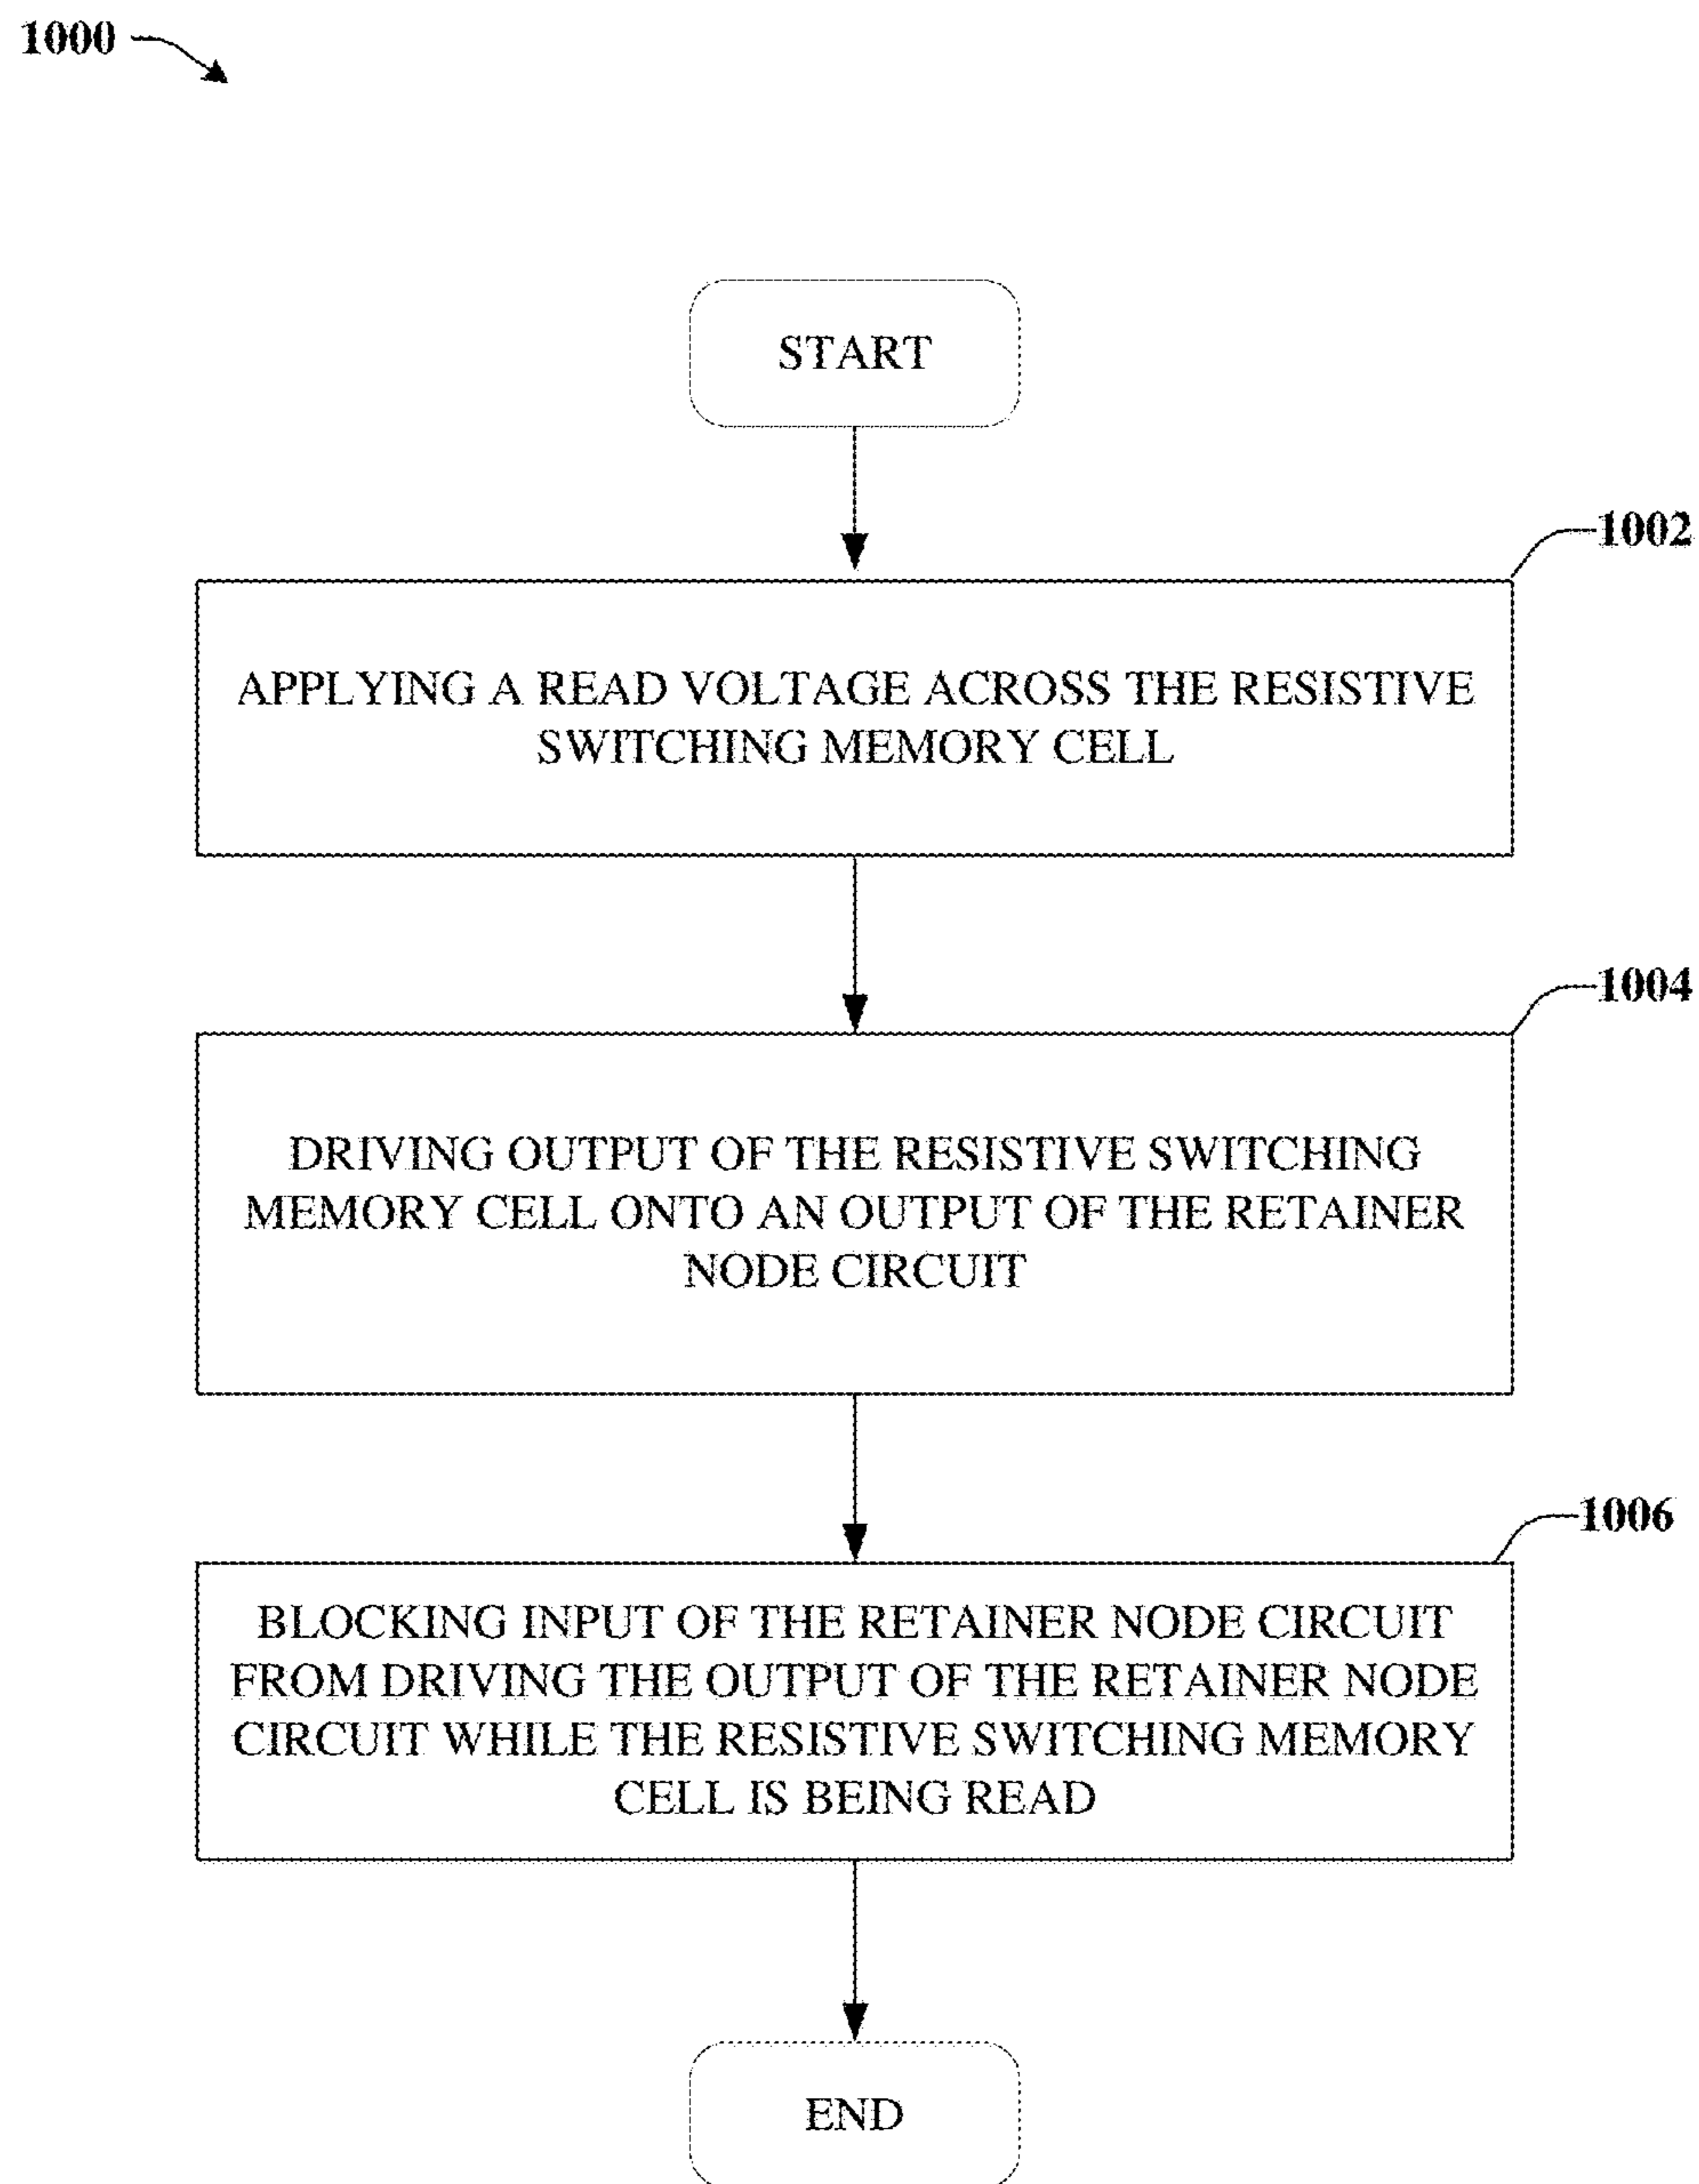 1000
START
1002
APPLYING A READ VOLTAGE ACROSS THE RESISTIVE
SWITCHING MEMORY CELL
1004
DRIVING OUTPUT OF THE RESISTIVE SWITCHING
MEMORY CELL ONTO AN OUTPUT OF THE RETAINER
NODE CIRCUIT
1006
BLOCKING INPUT OF THE RETAINER NODE CIRCUIT
FROM DRIVING THE OUTPUT OF THE RETAINER NODE
CIRCUIT WHILE THE RESISTIVE SWITCHING MEMORY
CELL IS BEING READ
END